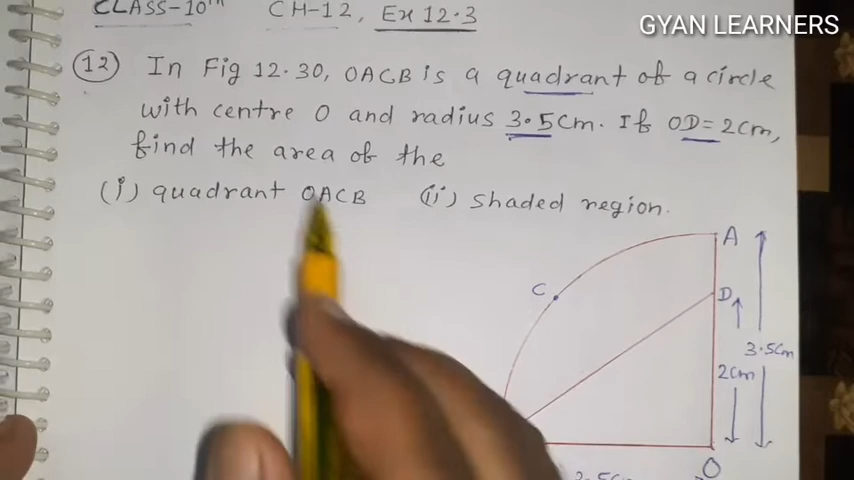 CLASS-10th CH-12, Ex 12.3
GYAN LEARNERS
(12) In Fig 12.30, OACB is a quadrant of a circle
with centre O and radius 3.5cm. If OD=2cm,
find the area of the
(i) quadrant OACB (ii) shaded region.
A
C
D
3.5cm
2cm
O
3.5cm